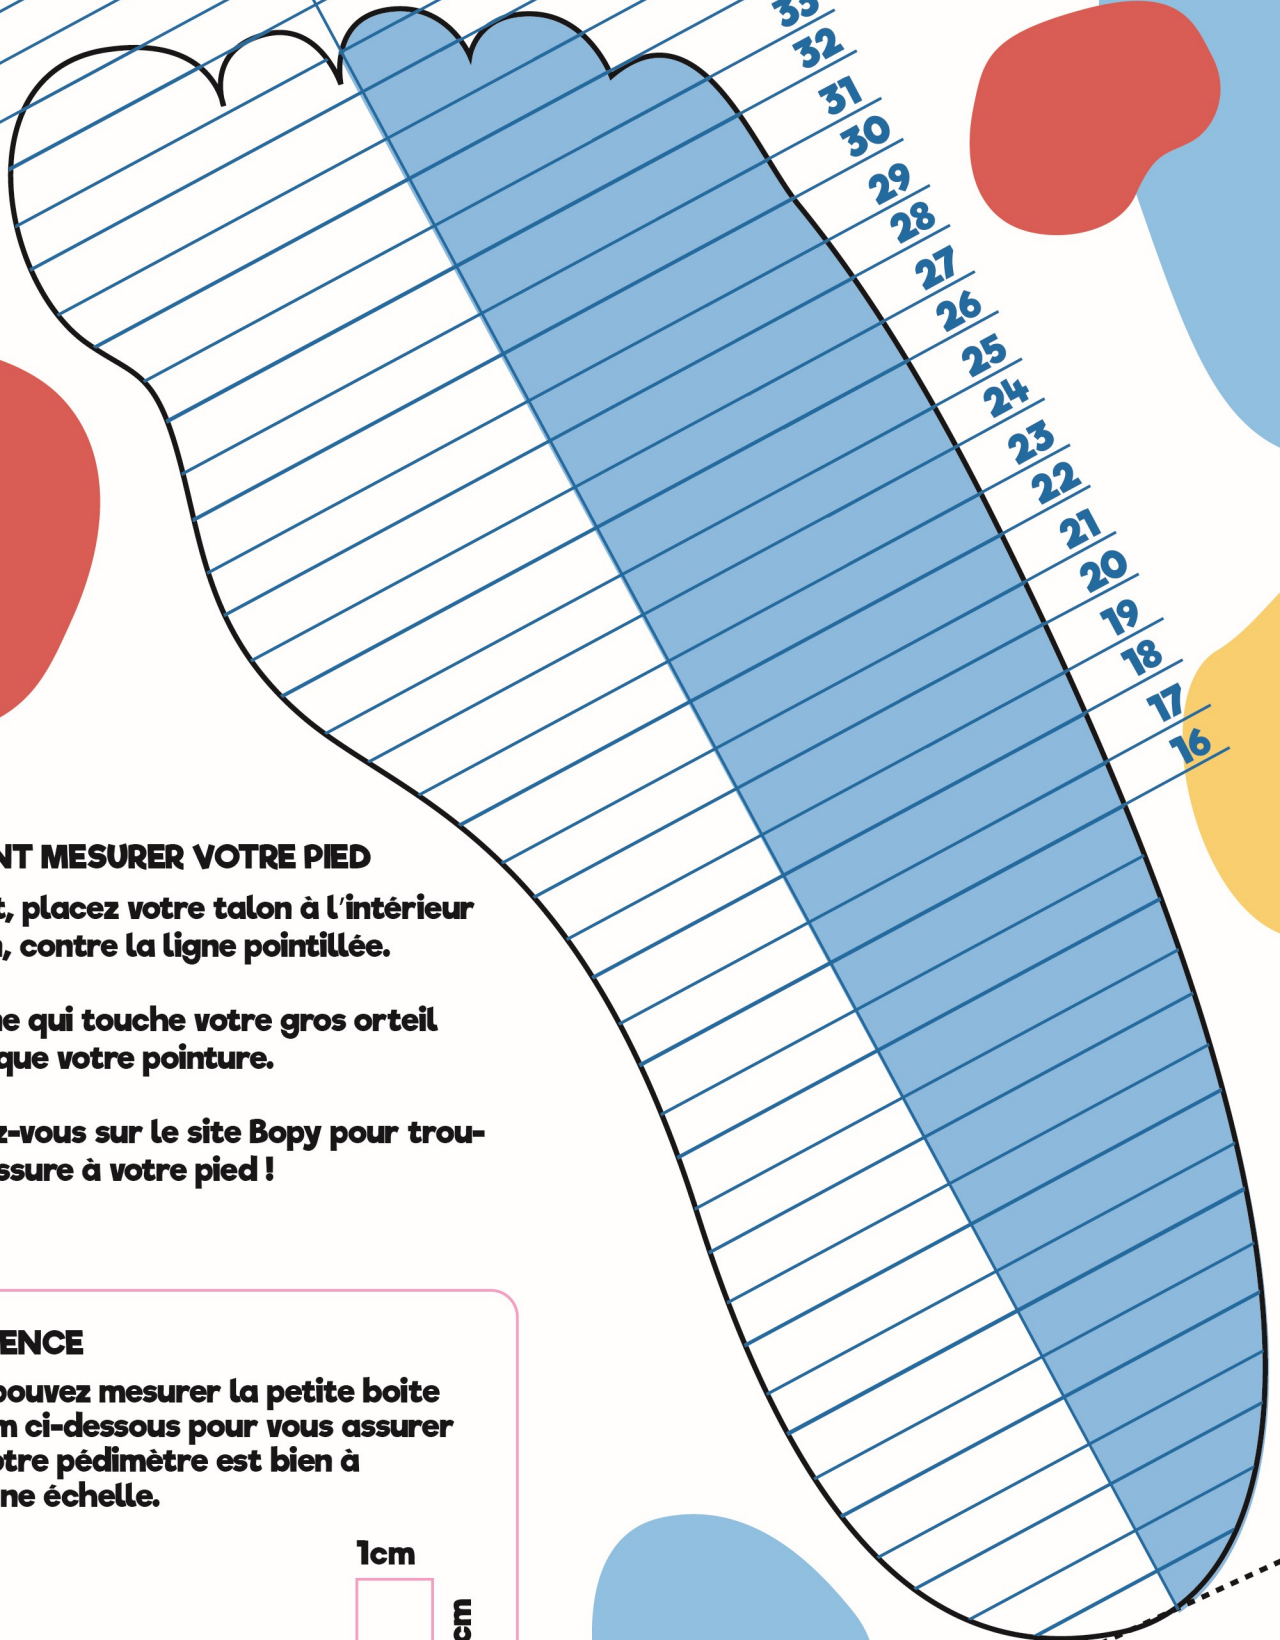 33
32
31
30
29
28
27
26
25
24
23
22
21
20
19
18
17
16
NT MESURER VOTRE PIED
t, placez votre talon à l'intérieur
, contre la ligne pointillée.
e qui touche votre gros orteil
que votre pointure.
z-vous sur le site Bopy pour trou-
ssure à votre pied !
ENCE
pouvez mesurer la petite boite
m ci-dessous pour vous assurer
otre pédimètre est bien à
ne échelle.
1cm
cm